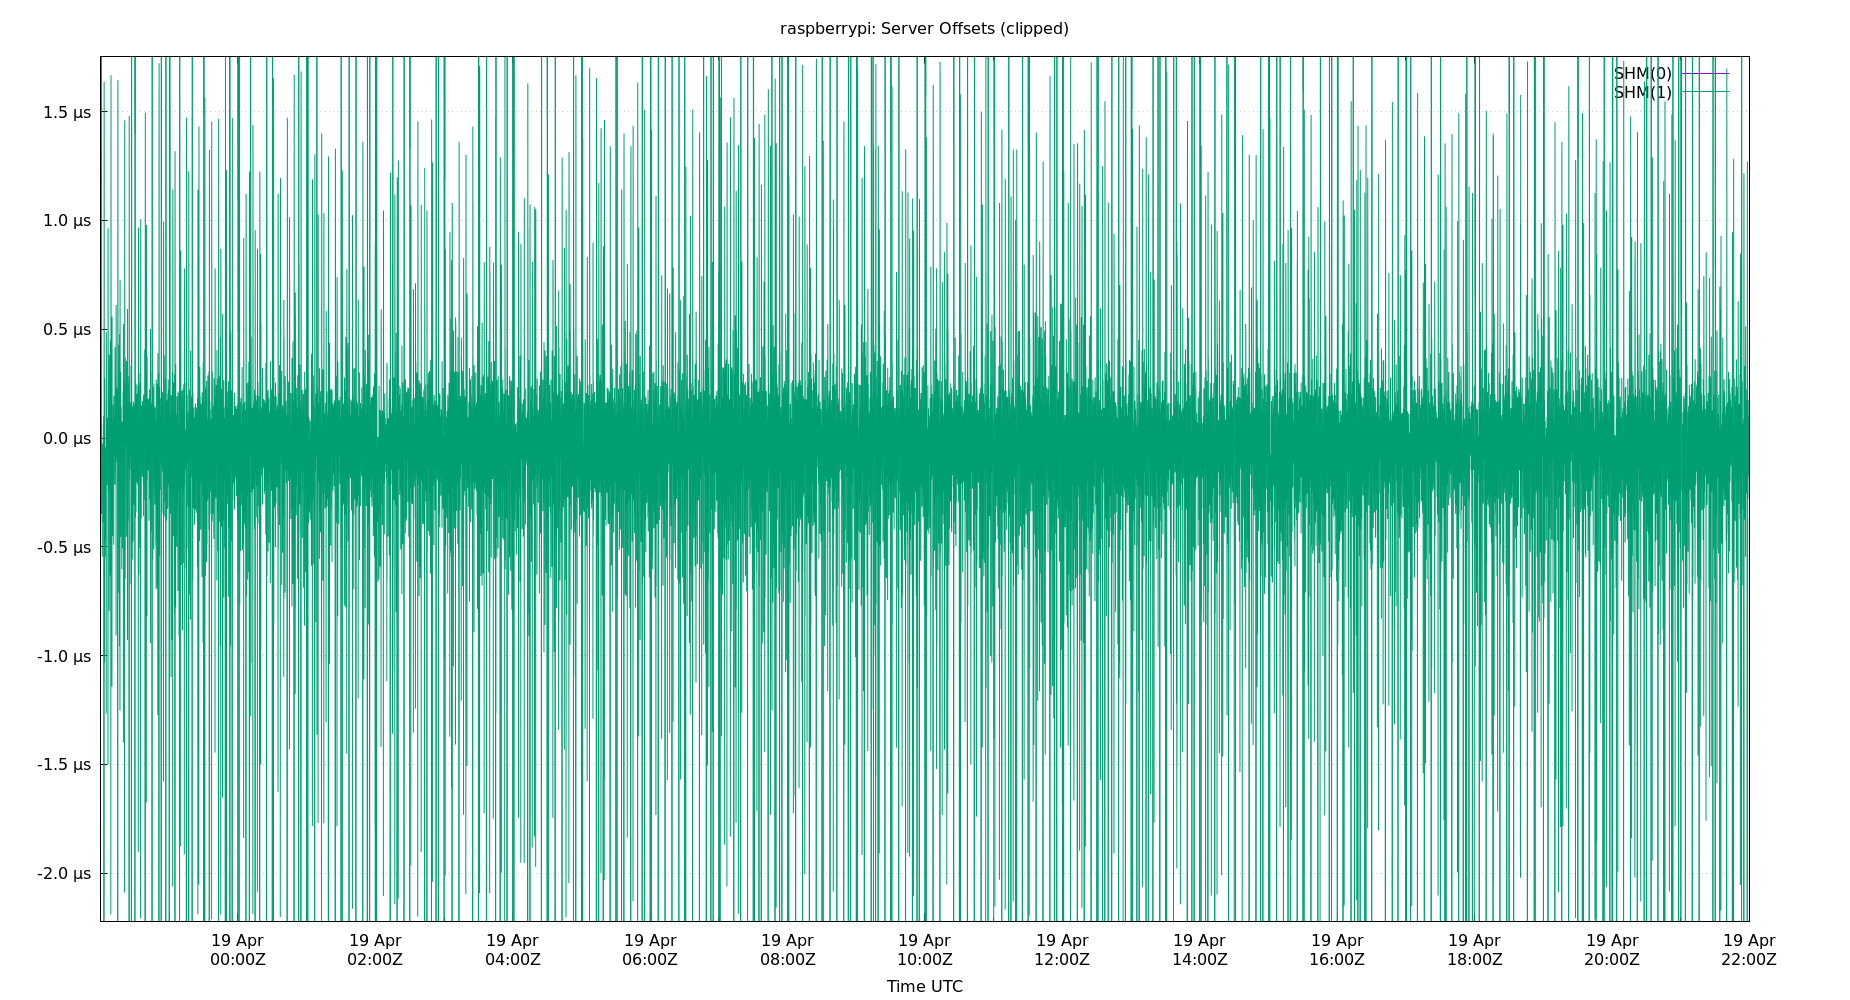 raspberrypi: Server Offsets (clipped)
SHM(0)
SHM(1)
1.5 µs
1.0 µs
0.5 µs
0.0 µs
-0.5 µs
-1.0 µs
-1.5 µs
-2.0 µs
19 Apr 19 Apr 19 Apr 19 Apr 19 Apr 19 Apr 19 Apr 19 Apr 19 Apr 19 Apr 19 Apr 19 Apr
00:00Z 02:00Z 04:00Z 06:00Z 08:00Z 10:00Z 12:00Z 14:00Z 16:00Z 18:00Z 20:00Z 22:00Z
Time UTC